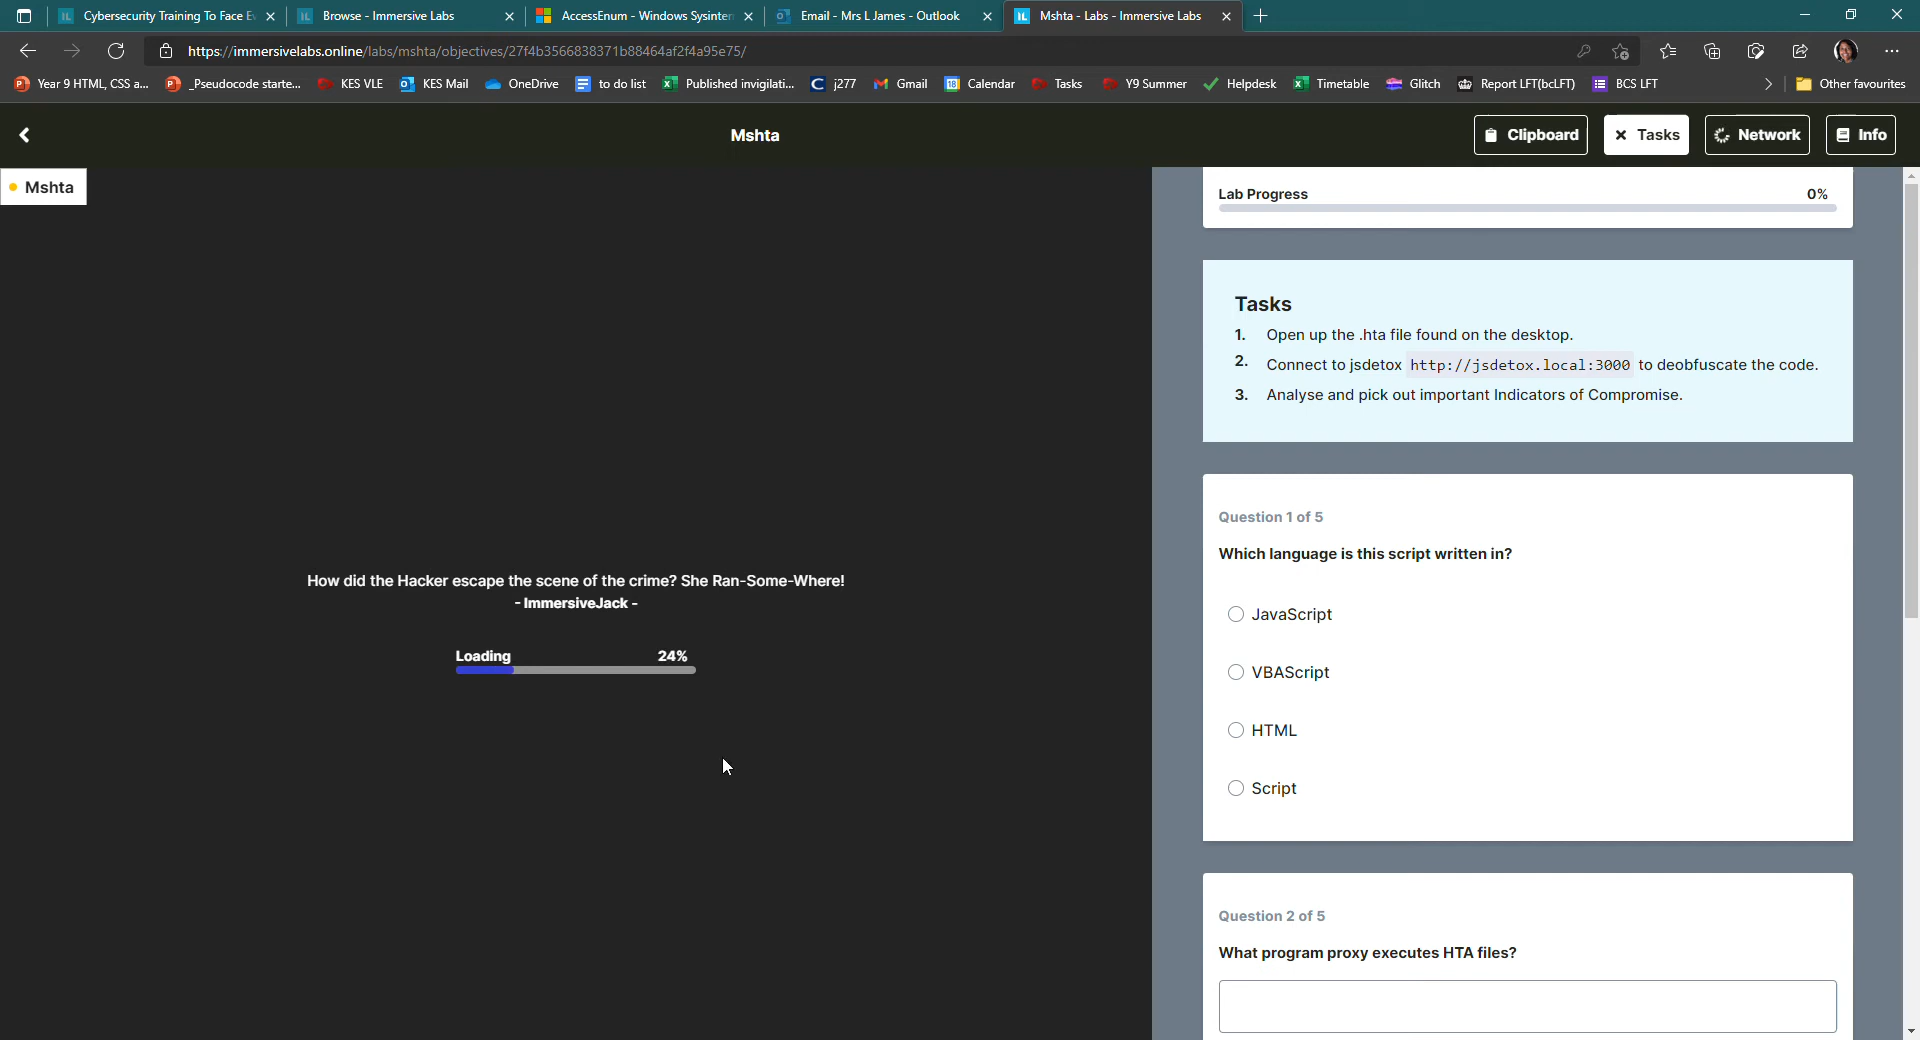 Cybersecurity Training To Face E
Browse - Immersive Labs
AccessEnum - Windows Sysinter
Email - Mrs L James - Outlook
Mshta - Labs - Immersive Labs
https://immersivelabs.online/labs/mshta/objectives/27f4b3566838371b88464af2f4a95e75/
Year 9 HTML, CSS a...
_Pseudocode starte...
KES VLE
KES Mail
OneDrive
to do list
Published invigilati...
j277
Gmail
Calendar
Tasks
Y9 Summer
Helpdesk
Timetable
Glitch
Report LFT(bcLFT)
BCS LFT
Other favourites
Mshta
Clipboard
Tasks
Network
Info
Mshta
How did the Hacker escape the scene of the crime? She Ran-Some-Where!
- ImmersiveJack -
Loading 24%
Lab Progress 0%
Tasks
1. Open up the .hta file found on the desktop.
2. Connect to jsdetox http://jsdetox.local:3000 to deobfuscate the code.
3. Analyse and pick out important Indicators of Compromise.
Question 1 of 5
Which language is this script written in?
JavaScript
VBAScript
HTML
Script
Question 2 of 5
What program proxy executes HTA files?